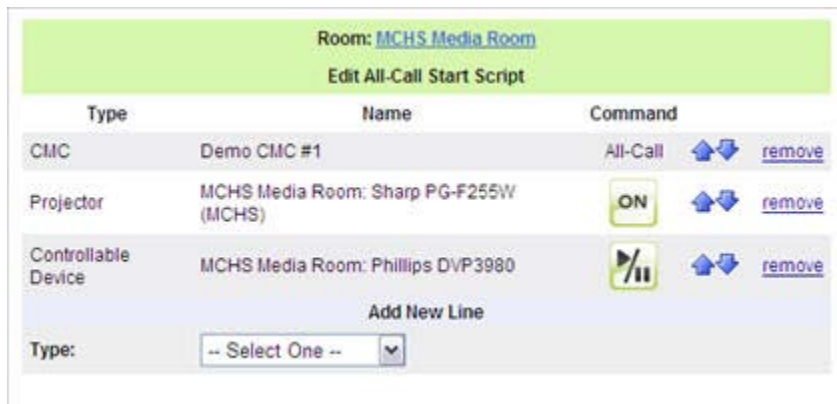 Room: MCHS Media Room
Edit All-Call Start Script
Type Name Command
CMC Demo CMC #1 All-Call remove
Projector MCHS Media Room: Sharp PG-F255W (MCHS) ON remove
Controllable Device MCHS Media Room: Phillips DVP3980 remove
Add New Line
Type: -- Select One --